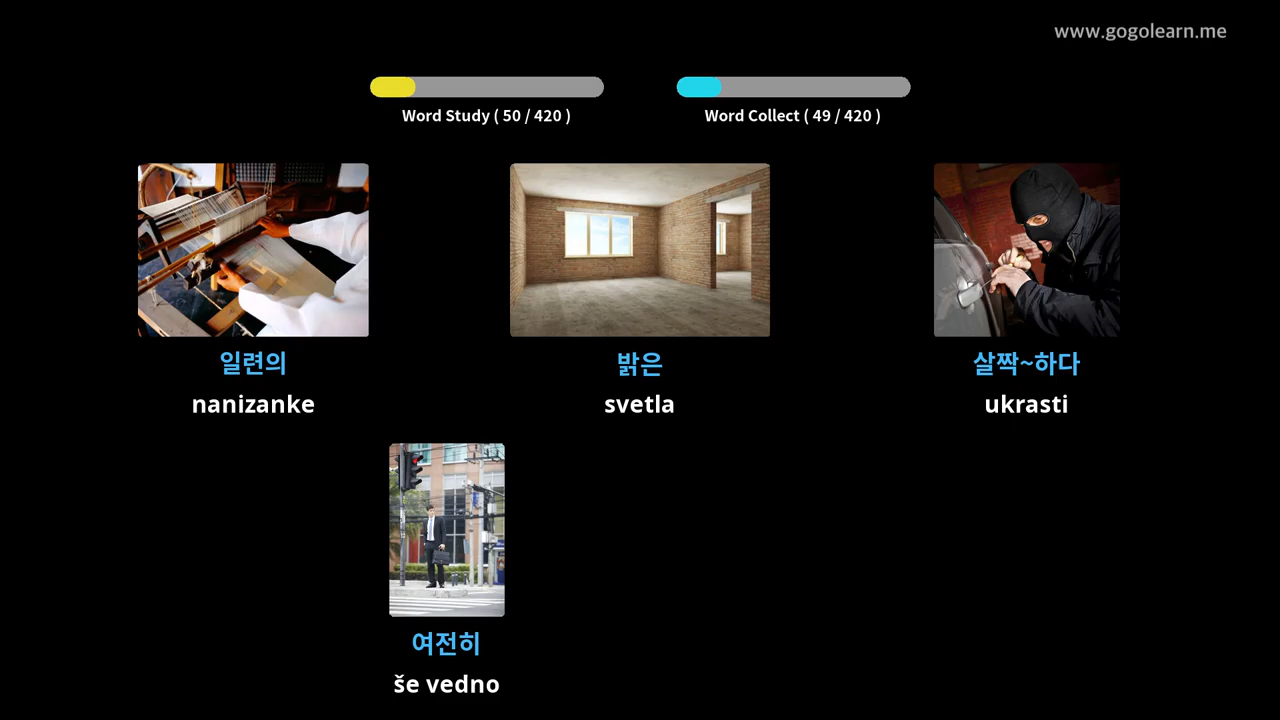 www.gogolearn.me
Word Study ( 50 / 420 )
Word Collect ( 49 / 420 )
일련의
nanizanke
밝은
svetla
살짝~하다
ukrasti
여전히
še vedno